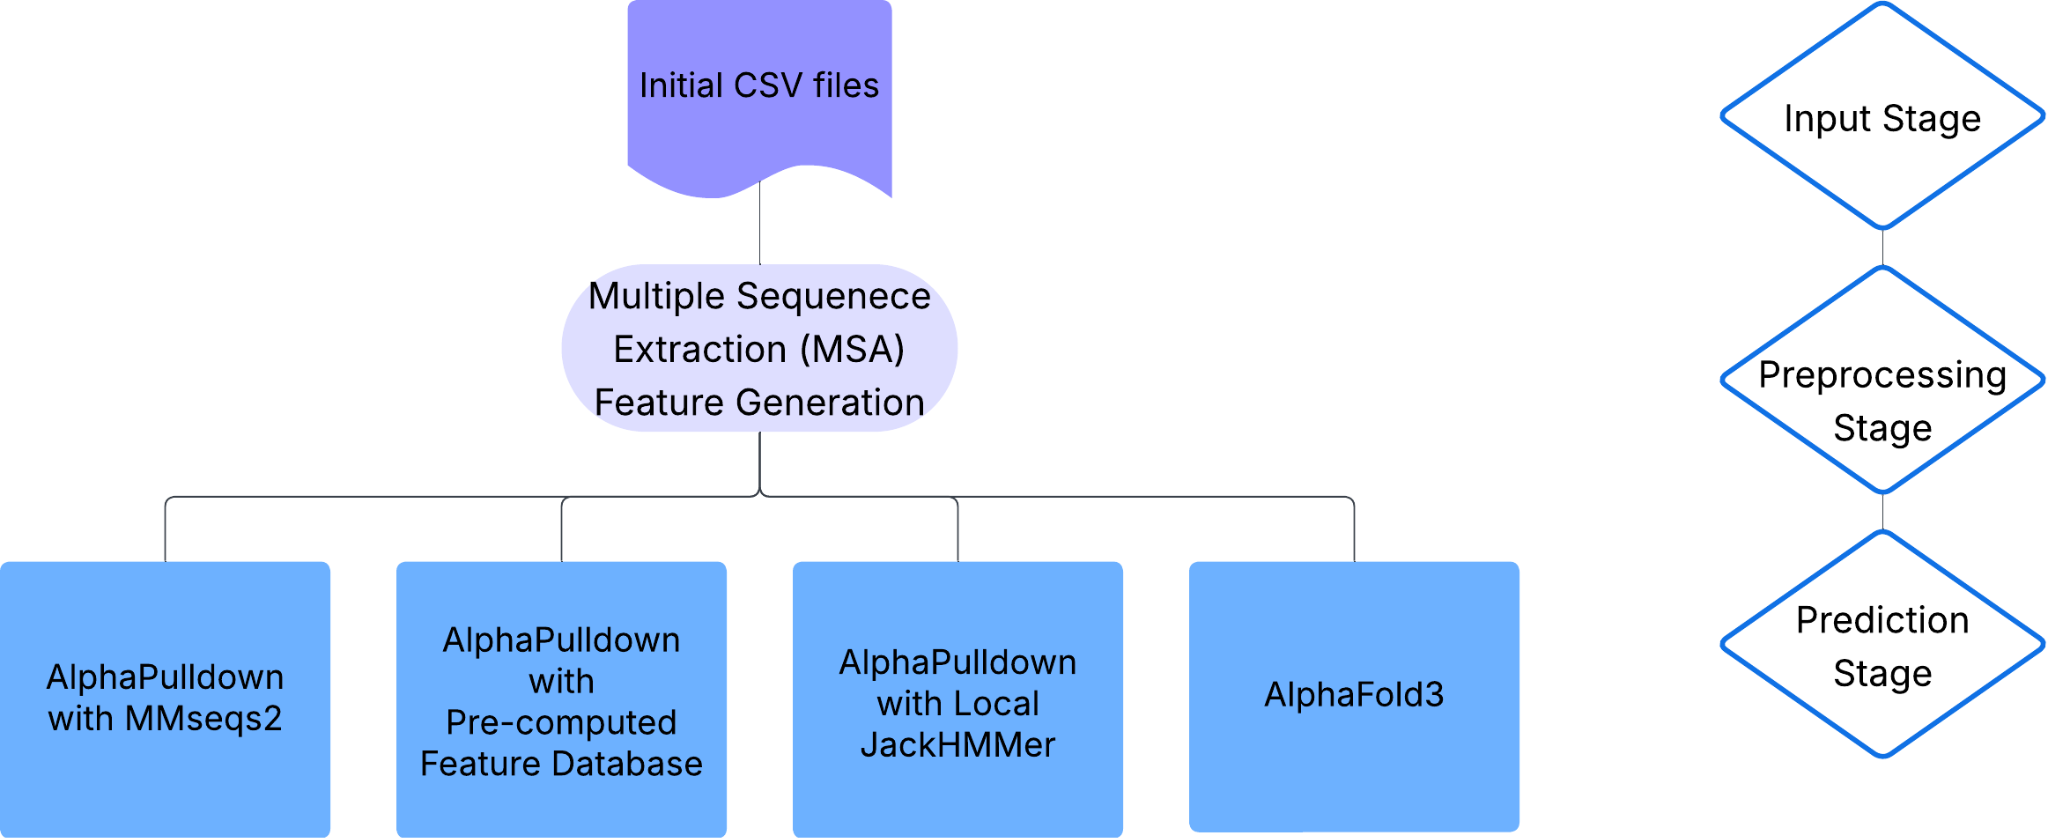 Initial CSV files
Multiple Sequenece
Extraction (MSA)
Feature Generation
AlphaPulldown
with MMseqs2
AlphaPulldown
with
Pre-computed
Feature Database
AlphaPulldown
with Local
JackHMMer
AlphaFold3
Input Stage
Preprocessing
Stage
Prediction
Stage